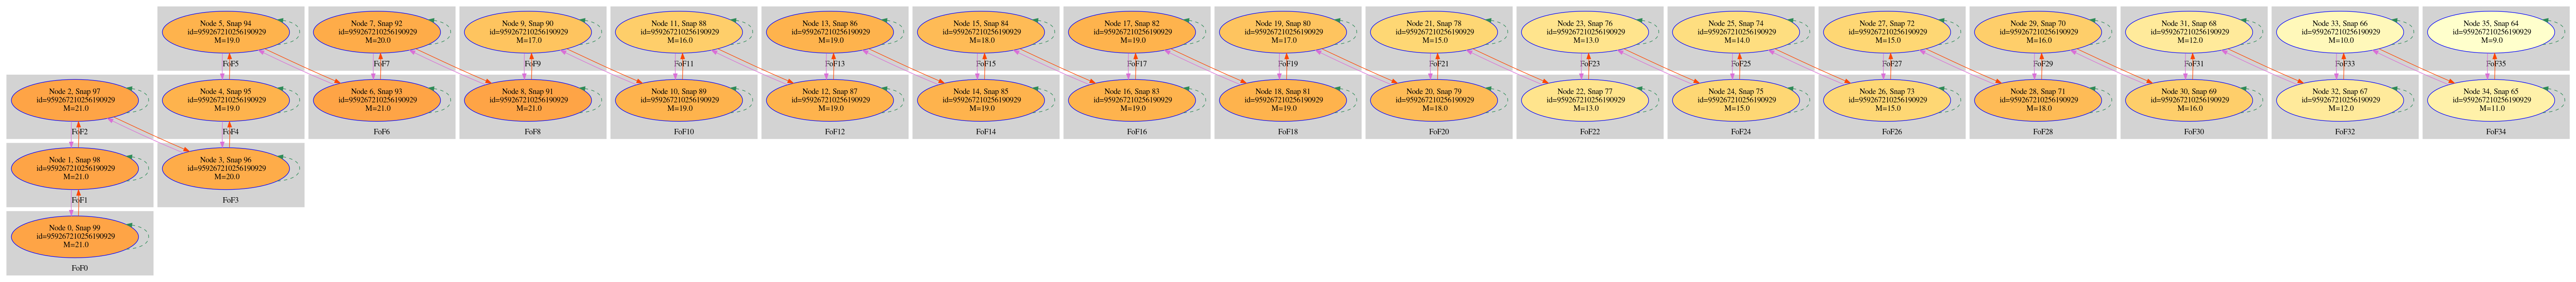 Node 5, Snap 94
id=959267210256190929
M=19.0
FoF5
Node 7, Snap 92
id=959267210256190929
M=20.0
FoF7
Node 9, Snap 90
id=959267210256190929
M=17.0
FoF9
Node 11, Snap 88
id=959267210256190929
M=16.0
FoF11
Node 13, Snap 86
id=959267210256190929
M=19.0
FoF13
Node 15, Snap 84
id=959267210256190929
M=18.0
FoF15
Node 17, Snap 82
id=959267210256190929
M=19.0
FoF17
Node 19, Snap 80
id=959267210256190929
M=17.0
FoF19
Node 21, Snap 78
id=959267210256190929
M=15.0
FoF21
Node 23, Snap 76
id=959267210256190929
M=13.0
FoF23
Node 25, Snap 74
id=959267210256190929
M=14.0
FoF25
Node 27, Snap 72
id=959267210256190929
M=15.0
FoF27
Node 29, Snap 70
id=959267210256190929
M=16.0
FoF29
Node 31, Snap 68
id=959267210256190929
M=12.0
FoF31
Node 33, Snap 66
id=959267210256190929
M=10.0
FoF33
Node 35, Snap 64
id=959267210256190929
M=9.0
FoF35
Node 2, Snap 97
id=959267210256190929
M=21.0
FoF2
Node 4, Snap 95
id=959267210256190929
M=19.0
FoF4
Node 6, Snap 93
id=959267210256190929
M=21.0
FoF6
Node 8, Snap 91
id=959267210256190929
M=21.0
FoF8
Node 10, Snap 89
id=959267210256190929
M=19.0
FoF10
Node 12, Snap 87
id=959267210256190929
M=19.0
FoF12
Node 14, Snap 85
id=959267210256190929
M=19.0
FoF14
Node 16, Snap 83
id=959267210256190929
M=19.0
FoF16
Node 18, Snap 81
id=959267210256190929
M=19.0
FoF18
Node 20, Snap 79
id=959267210256190929
M=18.0
FoF20
Node 22, Snap 77
id=959267210256190929
M=13.0
FoF22
Node 24, Snap 75
id=959267210256190929
M=15.0
FoF24
Node 26, Snap 73
id=959267210256190929
M=15.0
FoF26
Node 28, Snap 71
id=959267210256190929
M=18.0
FoF28
Node 30, Snap 69
id=959267210256190929
M=16.0
FoF30
Node 32, Snap 67
id=959267210256190929
M=12.0
FoF32
Node 34, Snap 65
id=959267210256190929
M=11.0
FoF34
Node 1, Snap 98
id=959267210256190929
M=21.0
FoF1
Node 3, Snap 96
id=959267210256190929
M=20.0
FoF3
Node 0, Snap 99
id=959267210256190929
M=21.0
FoF0